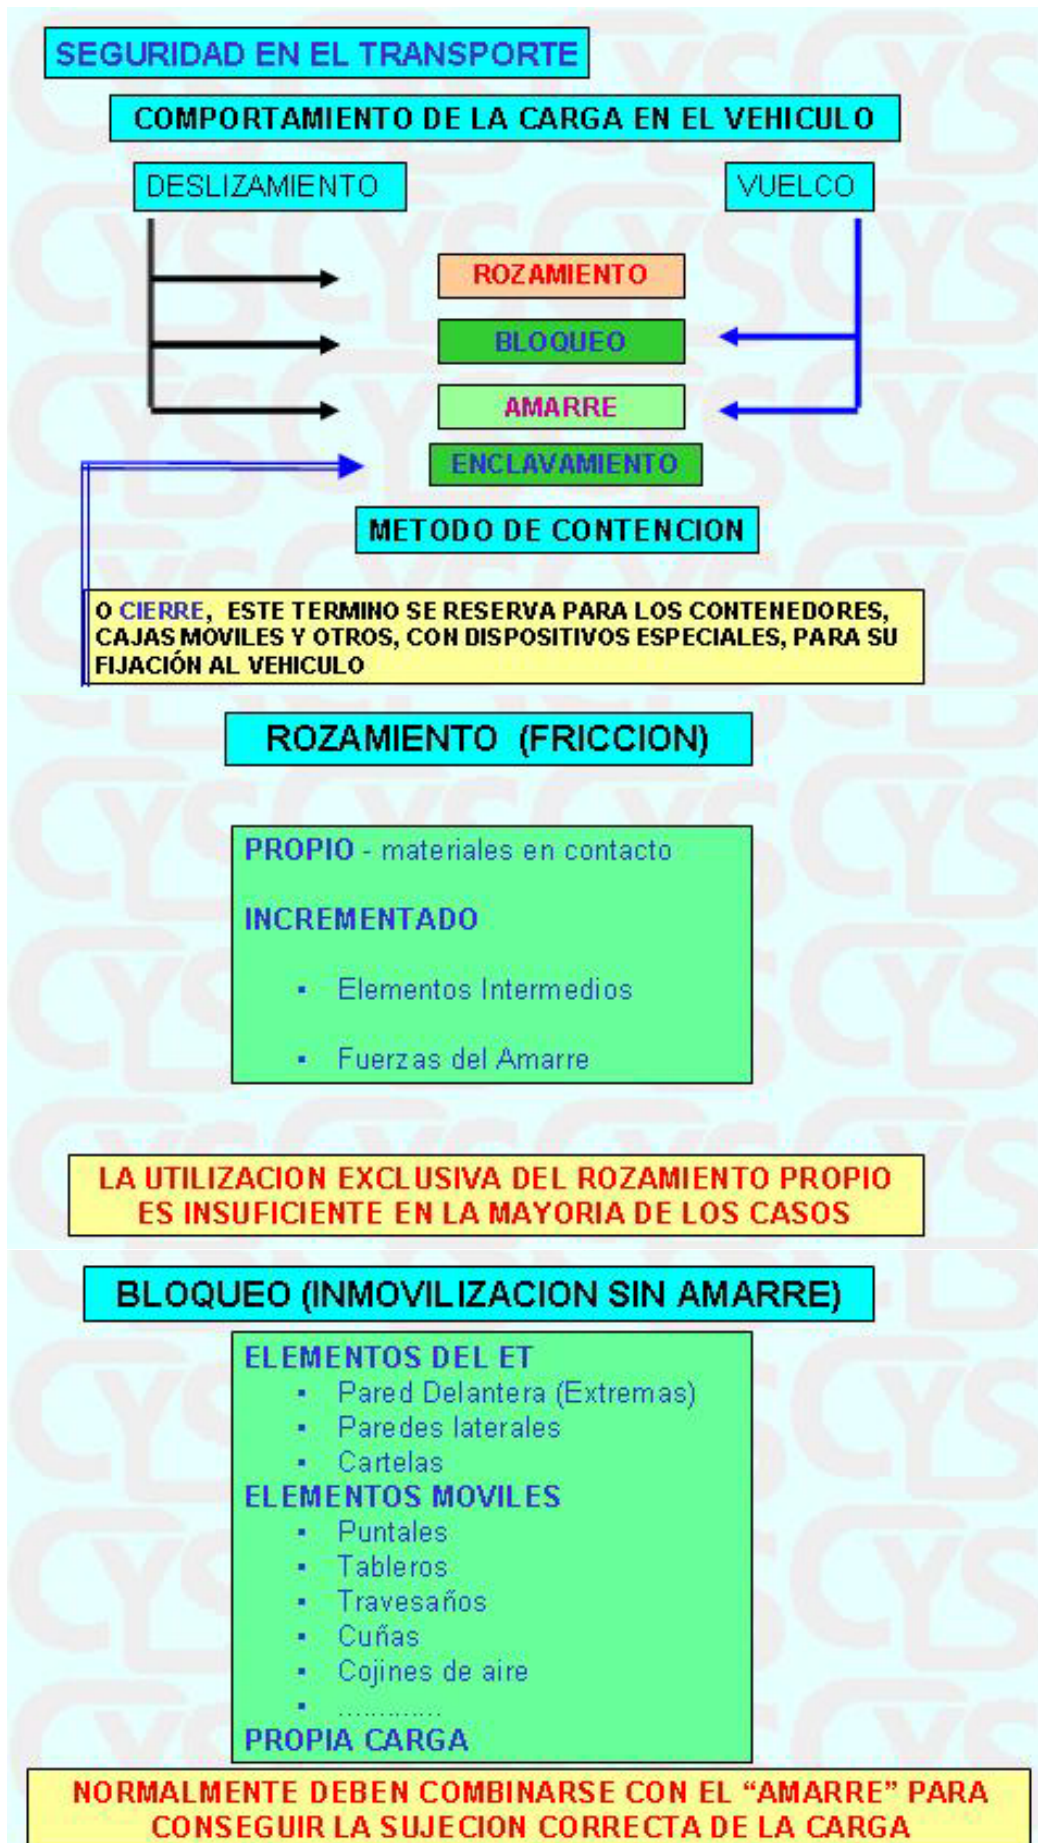 SEGURIDAD EN EL TRANSPORTE
COMPORTAMIENTO DE LA CARGA EN EL VEHICULO
DESLIZAMIENTO
VUELCO
ROZAMIENTO
BLOQUEO
AMARRE
ENCLAVAMIENTO
METODO DE CONTENCION
O CIERRE, ESTE TERMINO SE RESERVA PARA LOS CONTENEDORES,
CAJAS MOVILES Y OTROS, CON DISPOSITIVOS ESPECIALES, PARA SU
FIJACIÓN AL VEHICULO
ROZAMIENTO (FRICCION)
PROPIO - materiales en contacto
INCREMENTADO
▪ Elementos Intermedios
▪ Fuerzas del Amarre
LA UTILIZACION EXCLUSIVA DEL ROZAMIENTO PROPIO
ES INSUFICIENTE EN LA MAYORIA DE LOS CASOS
BLOQUEO (INMOVILIZACION SIN AMARRE)
ELEMENTOS DEL ET
▪ Pared Delantera (Extremas)
▪ Paredes laterales
▪ Cartelas
ELEMENTOS MOVILES
▪ Puntales
▪ Tableros
▪ Travesaños
▪ Cuñas
▪ Cojines de aire
▪ .............
PROPIA CARGA
NORMALMENTE DEBEN COMBINARSE CON EL “AMARRE” PARA
CONSEGUIR LA SUJECION CORRECTA DE LA CARGA